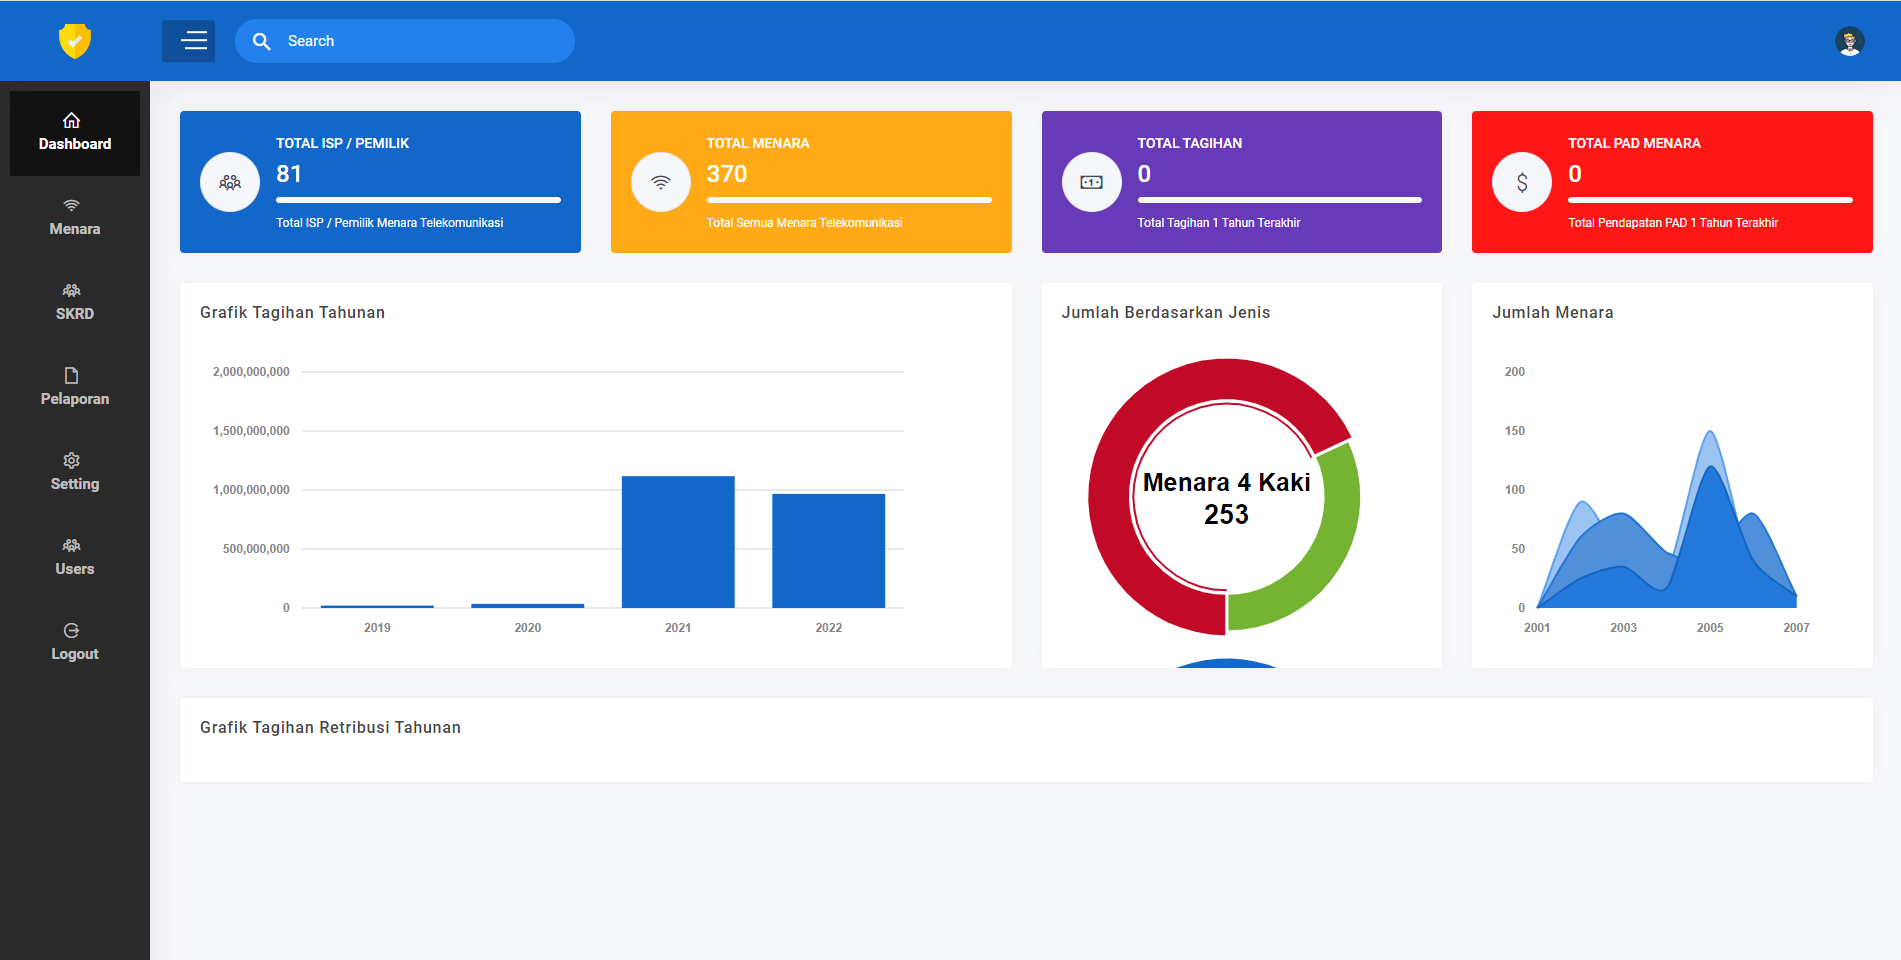 Search
Dashboard
Menara
SKRD
Pelaporan
Setting
Users
Logout
TOTAL ISP / PEMILIK
81
Total ISP / Pemilik Menara Telekomunikasi
TOTAL MENARA
370
Total Semua Menara Telekomunikasi
TOTAL TAGIHAN
0
Total Tagihan 1 Tahun Terakhir
TOTAL PAD MENARA
0
Total Pendapatan PAD 1 Tahun Terakhir
Grafik Tagihan Tahunan
2,000,000,000
1,500,000,000
1,000,000,000
500,000,000
0
2019 2020 2021 2022
Jumlah Berdasarkan Jenis
Menara 4 Kaki
253
Jumlah Menara
200
150
100
50
0
2001 2003 2005 2007
Grafik Tagihan Retribusi Tahunan